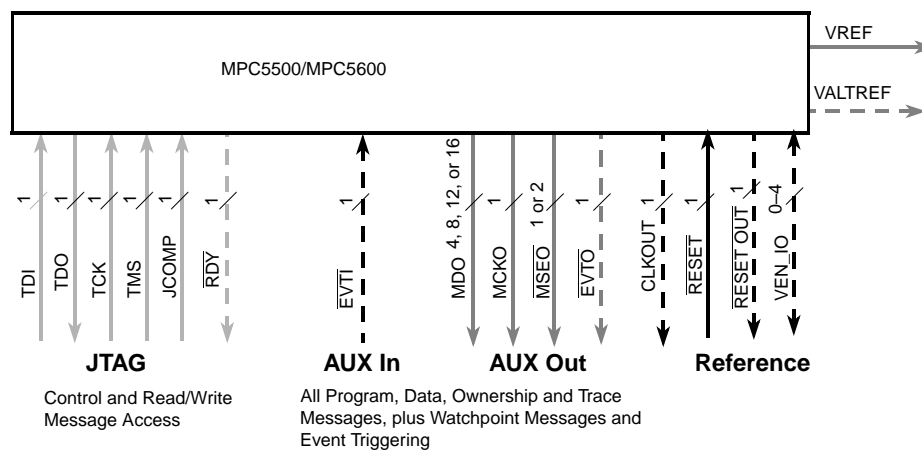 VREF
MPC5500/MPC5600
VALTREF
1
1
1
1
1
1
1
4, 8, 12, or 16
1
1 or 2
1
1
1
1
0–4
TDI
TDO
TCK
TMS
JCOMP
RDY
EVTI
MDO
MCKO
MSEO
EVTO
CLKOUT
RESET
RESET OUT
VEN_IO
JTAG
AUX In
AUX Out
Reference
Control and Read/Write
Message Access
All Program, Data, Ownership and Trace
Messages, plus Watchpoint Messages and
Event Triggering